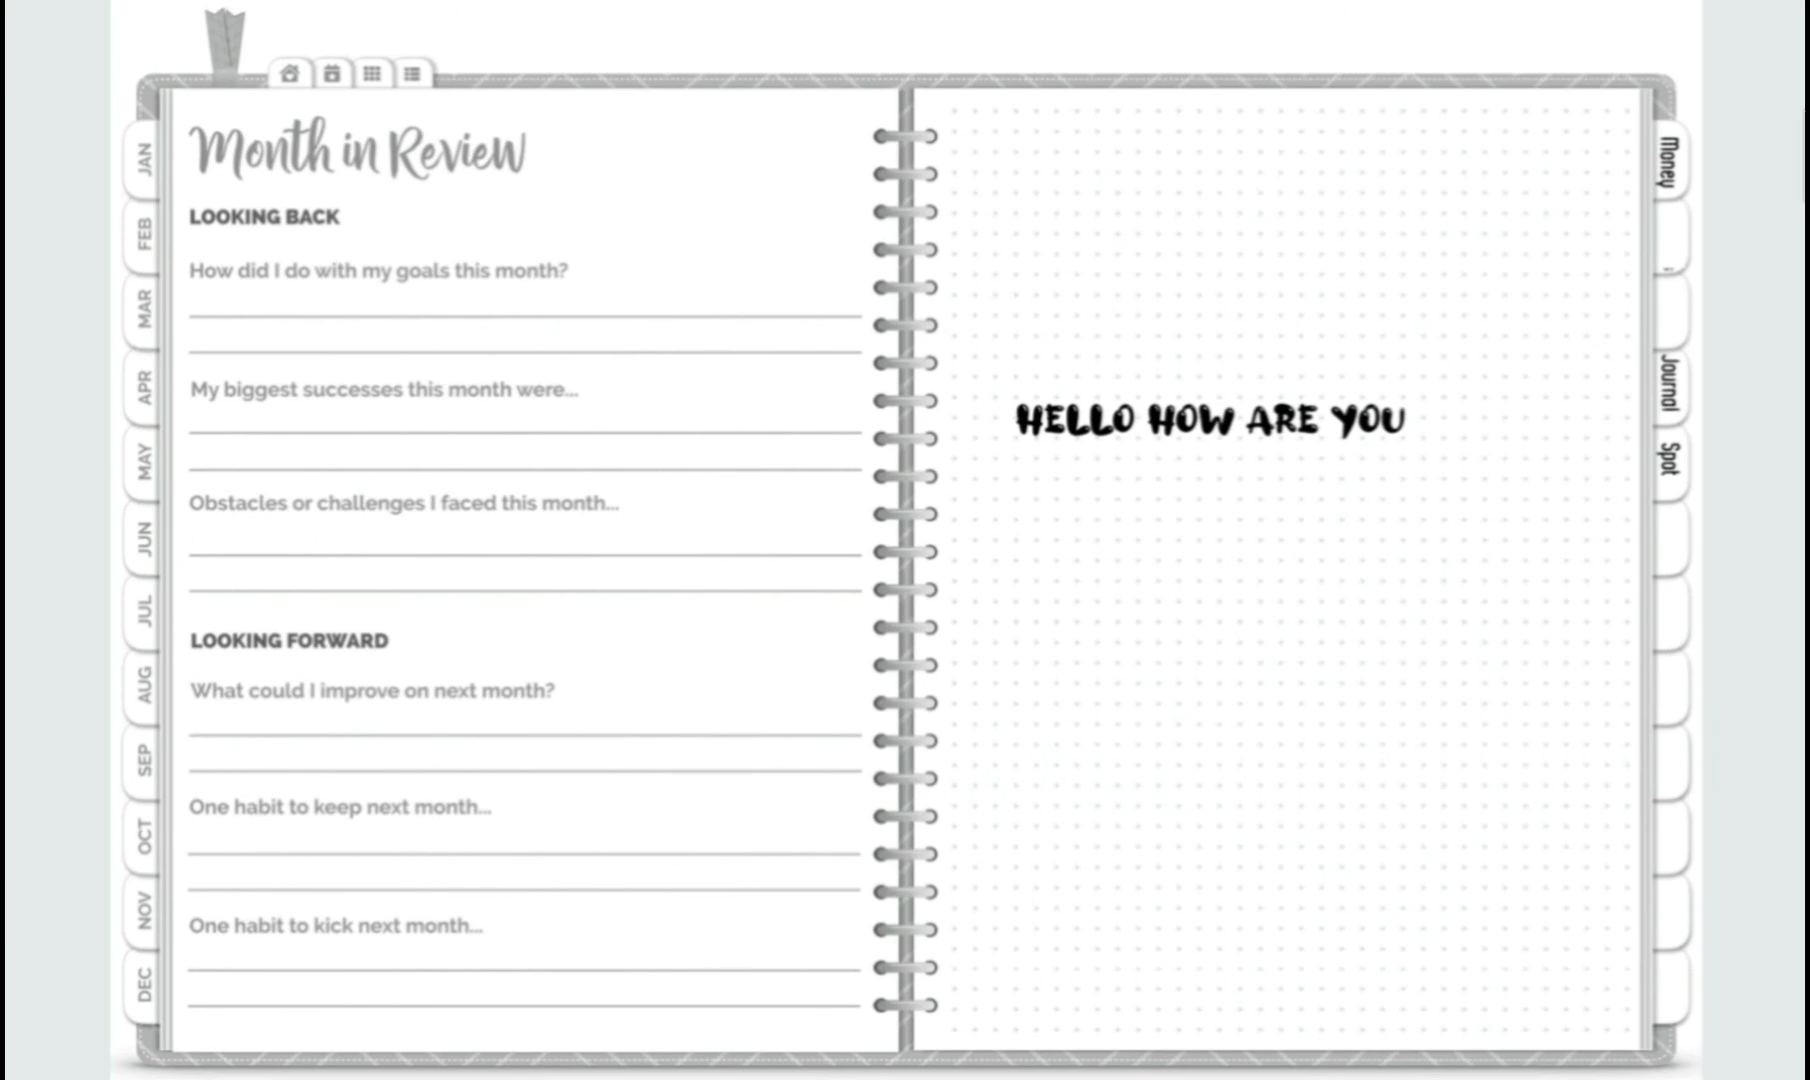 Month in Review
LOOKING BACK
How did I do with my goals this month?
My biggest successes this month were...
Obstacles or challenges I faced this month...
LOOKING FORWARD
What could I improve on next month?
One habit to keep next month...
One habit to kick next month...
HELLO HOW ARE YOU
JAN
FEB
MAR
APR
MAY
JUN
JUL
AUG
SEP
OCT
NOV
DEC
Money
i
Journal
Spot